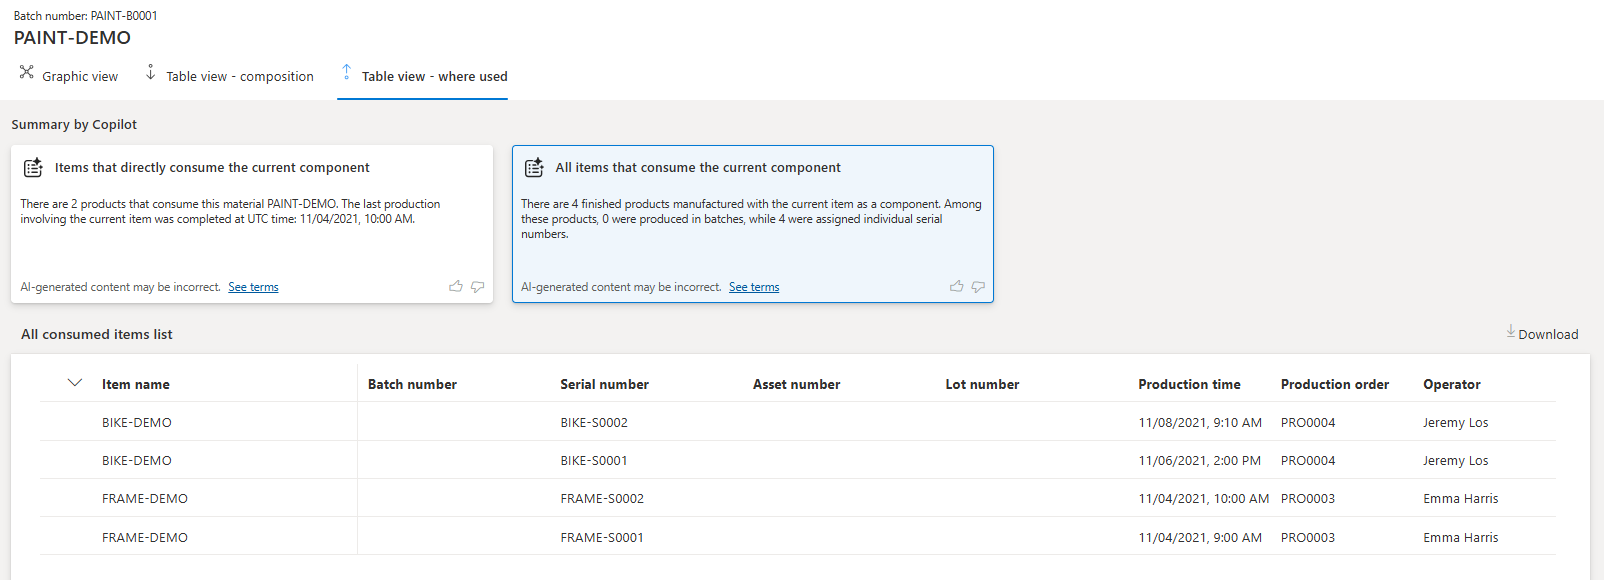 Batch number: PAINT-B0001
PAINT-DEMO
Graphic view Table view - composition Table view - where used
Summary by Copilot
Items that directly consume the current component
There are 2 products that consume this material PAINT-DEMO. The last production
involving the current item was completed at UTC time: 11/04/2021, 10:00 AM.
AI-generated content may be incorrect. See terms
All items that consume the current component
There are 4 finished products manufactured with the current item as a component. Among
these products, 0 were produced in batches, while 4 were assigned individual serial
numbers.
AI-generated content may be incorrect. See terms
All consumed items list Download
Item name Batch number Serial number Asset number Lot number Production time Production order Operator
BIKE-DEMO BIKE-S0002 11/08/2021, 9:10 AM PRO0004 Jeremy Los
BIKE-DEMO BIKE-S0001 11/06/2021, 2:00 PM PRO0004 Jeremy Los
FRAME-DEMO FRAME-S0002 11/04/2021, 10:00 AM PRO0003 Emma Harris
FRAME-DEMO FRAME-S0001 11/04/2021, 9:00 AM PRO0003 Emma Harris